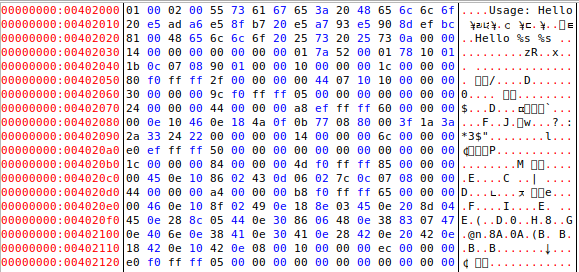 00000000:00402000 01 00 02 00 55 73 61 67 65 3a 20 48 65 6c 6c 6f ....Usage: Hello
00000000:00402010 20 e5 ad a6 e5 8f b7 20 e5 a7 93 e5 90 8d ef bc
00000000:00402020 81 00 48 65 6c 6c 6f 20 25 73 20 25 73 0a 00 00 ..Hello %s %s...
00000000:00402030 14 00 00 00 00 00 00 00 01 7a 52 00 01 78 10 01 .........zR..x..
00000000:00402040 1b 0c 07 08 90 01 00 00 10 00 00 00 1c 00 00 00 ................
00000000:00402050 80 f0 ff ff 2f 00 00 00 00 44 07 10 10 00 00 00 /....D......
00000000:00402060 30 00 00 00 9c f0 ff ff 05 00 00 00 00 00 00 00 0....
00000000:00402070 24 00 00 00 44 00 00 00 a8 ef ff ff 60 00 00 00 $...D...
00000000:00402080 00 0e 10 46 0e 18 4a 0f 0b 77 08 80 00 3f 1a 3a ...F..J..w...?.:
00000000:00402090 2a 33 24 22 00 00 00 00 14 00 00 00 6c 00 00 00 *3$"........l...
00000000:004020a0 e0 ef ff ff 50 00 00 00 00 00 00 00 00 00 00 00 P...........
00000000:004020b0 1c 00 00 00 84 00 00 00 4d f0 ff ff 85 00 00 00 ........M
00000000:004020c0 00 45 0e 10 86 02 43 0d 06 02 7c 0c 07 08 00 00 .E....C...|.....
00000000:004020d0 44 00 00 00 a4 00 00 00 b8 f0 ff ff 65 00 00 00 D... e...
00000000:004020e0 00 46 0e 10 8f 02 49 0e 18 8e 03 45 0e 20 8d 04 .F....I....E. ..
00000000:004020f0 45 0e 28 8c 05 44 0e 30 86 06 48 0e 38 83 07 47 E.(..D.0..H.8..G
00000000:00402100 0e 40 6e 0e 38 41 0e 30 41 0e 28 42 0e 20 42 0e .@n.8A.0A.(B. B.
00000000:00402110 18 42 0e 10 42 0e 08 00 10 00 00 00 ec 00 00 00 .B..B.......
00000000:00402120 e0 f0 ff ff 05 00 00 00 00 00 00 00 00 00 00 00 ............